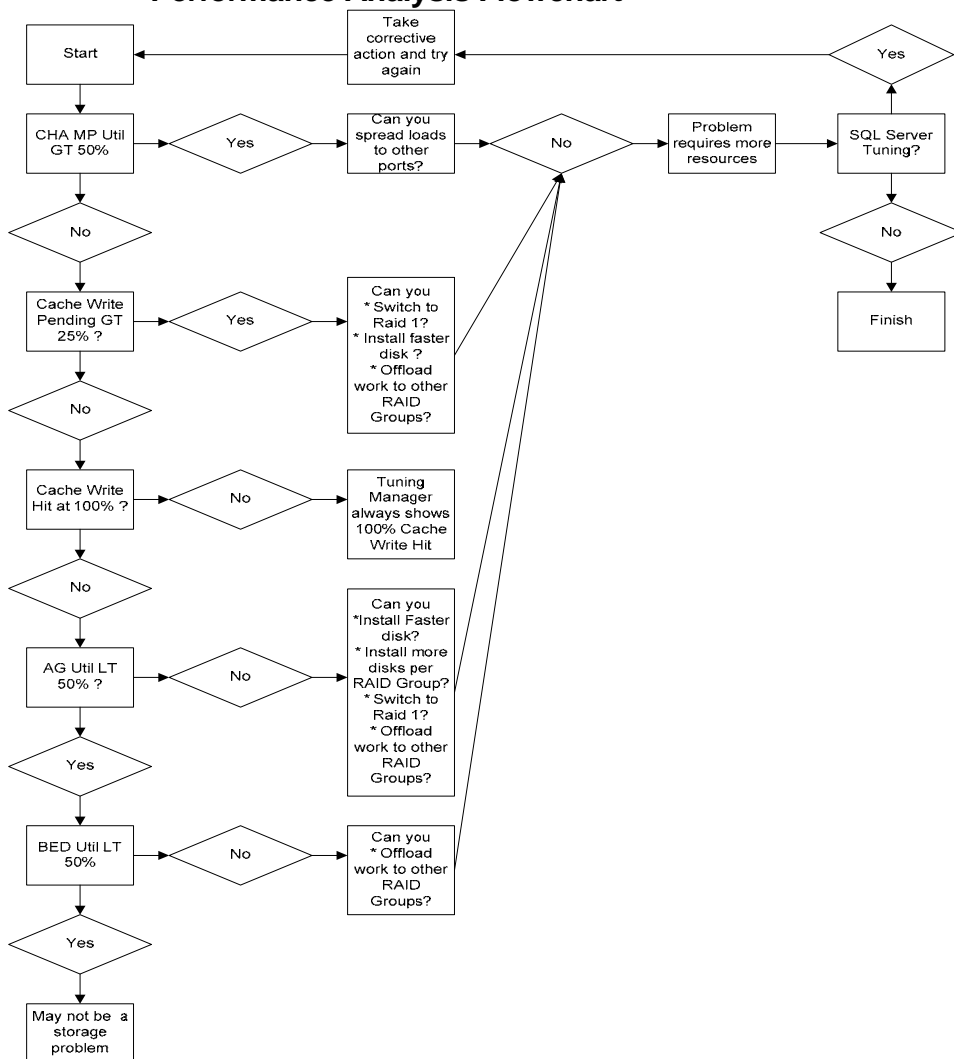 Performance Analysis Flowchart
Start
Take
corrective
action and try
again
Yes
CHA MP Util
GT 50%
Yes
Can you
spread loads
to other
ports?
No
Problem
requires more
resources
SQL Server
Tuning?
No
No
Cache Write
Pending GT
25% ?
Yes
Can you
* Switch to
Raid 1?
* Install faster
disk ?
* Offload
work to other
RAID
Groups?
Finish
No
Cache Write
Hit at 100% ?
No
Tuning
Manager
always shows
100% Cache
Write Hit
No
AG Util LT
50% ?
No
Can you
*Install Faster
disk?
* Install more
disks per
RAID Group?
* Switch to
Raid 1?
* Offload
work to other
RAID
Groups?
Yes
BED Util LT
50%
No
Can you
* Offload
work to other
RAID
Groups?
Yes
May not be a
storage
problem